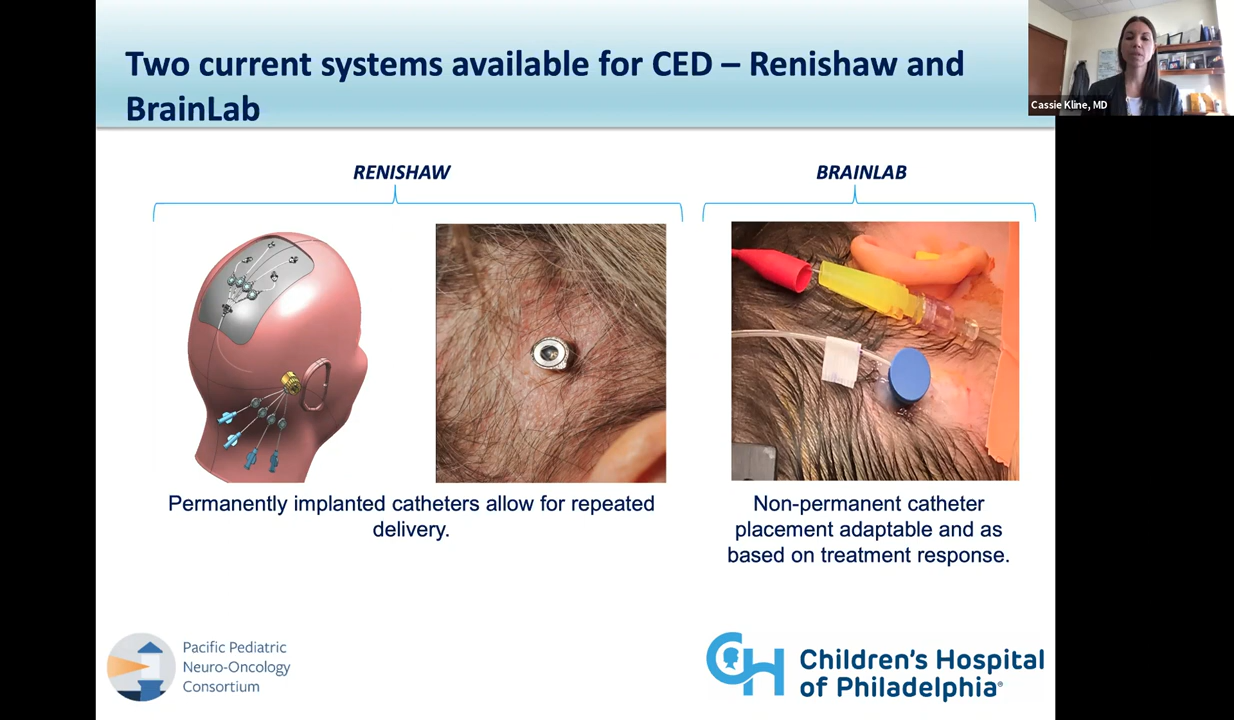 Two current systems available for CED – Renishaw and
BrainLab
Cassie Kline, MD
RENISHAW
BRAINLAB
Permanently implanted catheters allow for repeated
delivery.
Non-permanent catheter
placement adaptable and as
based on treatment response.
Pacific Pediatric
Neuro-Oncology
Consortium
CH
Children's Hospital
of Philadelphia®